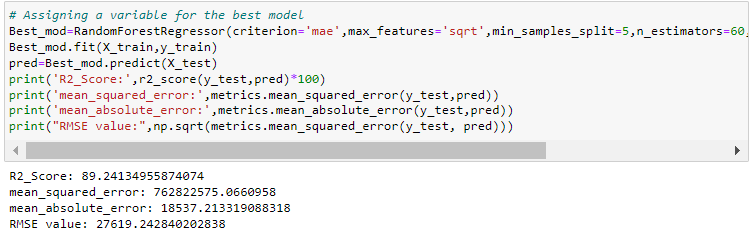 # Assigning a variable for the best model
Best_mod=RandomForestRegressor(criterion='mae',max_features='sqrt',min_samples_split=5,n_estimators=60,
Best_mod.fit(X_train,y_train)
pred=Best_mod.predict(X_test)
print('R2_Score:',r2_score(y_test,pred)*100)
print('mean_squared_error:',metrics.mean_squared_error(y_test,pred))
print('mean_absolute_error:',metrics.mean_absolute_error(y_test,pred))
print("RMSE value:",np.sqrt(metrics.mean_squared_error(y_test, pred)))
R2_Score: 89.24134955874074
mean_squared_error: 762822575.0660958
mean_absolute_error: 18537.213319088318
RMSE value: 27619.242840202838